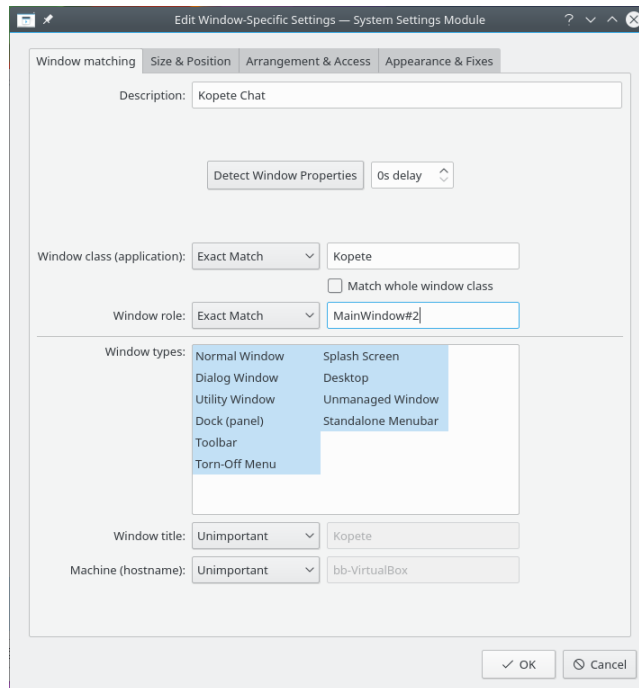 Edit Window-Specific Settings — System Settings Module ?
Window matching Size & Position Arrangement & Access Appearance & Fixes
Description: Kopete Chat
Detect Window Properties 0s delay
Window class (application): Exact Match Kopete
Match whole window class
Window role: Exact Match MainWindow#2
Window types: Normal Window Splash Screen
Dialog Window Desktop
Utility Window Unmanaged Window
Dock (panel) Standalone Menubar
Toolbar
Torn-Off Menu
Window title: Unimportant Kopete
Machine (hostname): Unimportant bb-VirtualBox
OK Cancel